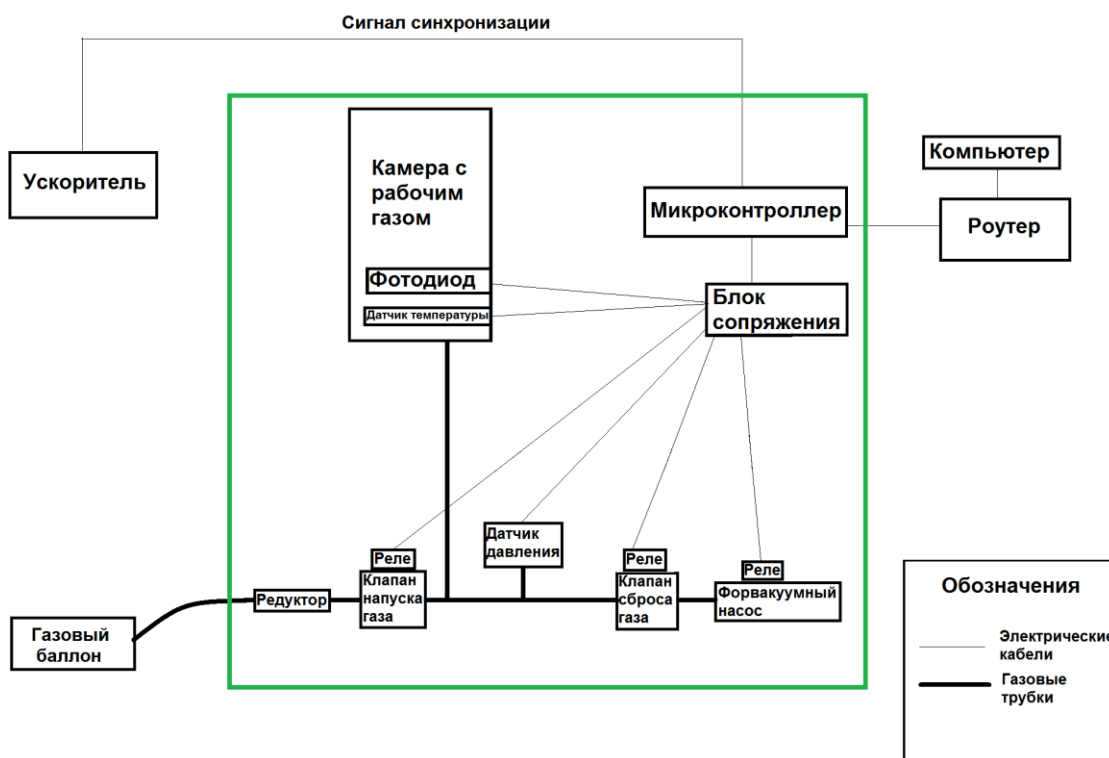 Сигнал синхронизации
Ускоритель
Камера с
рабочим
газом
Фотодиод
Датчик температуры
Микроконтроллер
Блок
сопряжения
Компьютер
Роутер
Реле
Клапан
напуска
газа
Датчик
давления
Реле
Клапан
сброса
газа
Реле
Форвакуумный
насос
Редуктор
Газовый
баллон
Обозначения
Электрические
кабели
Газовые
трубки